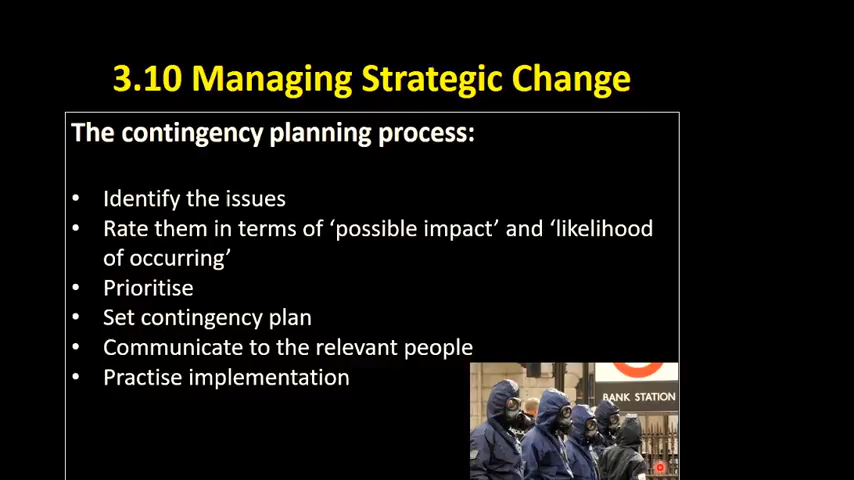 3.10 Managing Strategic Change
The contingency planning process:
• Identify the issues
• Rate them in terms of ‘possible impact’ and ‘likelihood
of occurring’
• Prioritise
• Set contingency plan
• Communicate to the relevant people
• Practise implementation
BANK STATION